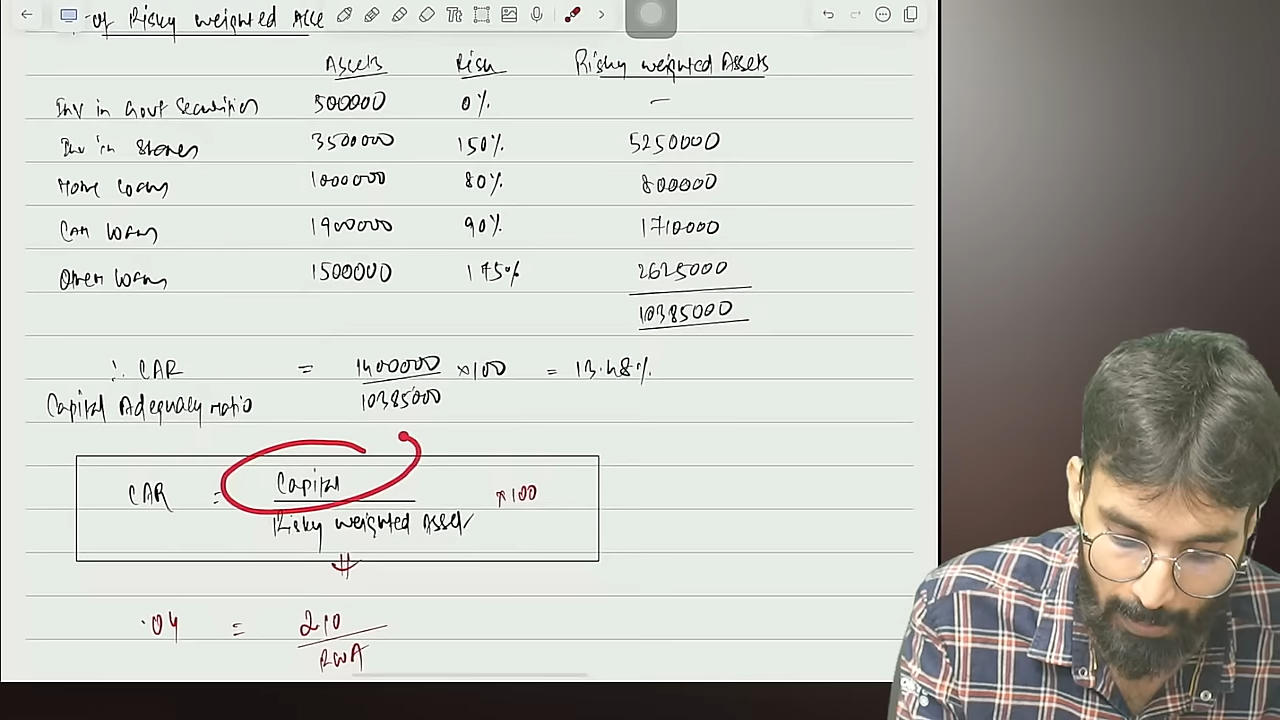 of Risky weighted Asse
Assets Risk Risky weighted Assets
Inv in Govt Securities 500000 0% —
Inv in Shares 3500000 150% 5250000
Home loans 1000000 80% 800000
Car loans 1900000 90% 1710000
Other loans 1500000 175% 2625000
10385000
∴ CAR = 1400000 / 10385000 ×100 = 13.48%
Capital Adequacy ratio
CAR = Capital / Risky weighted Asset ×100
.04 = 210 / RWA